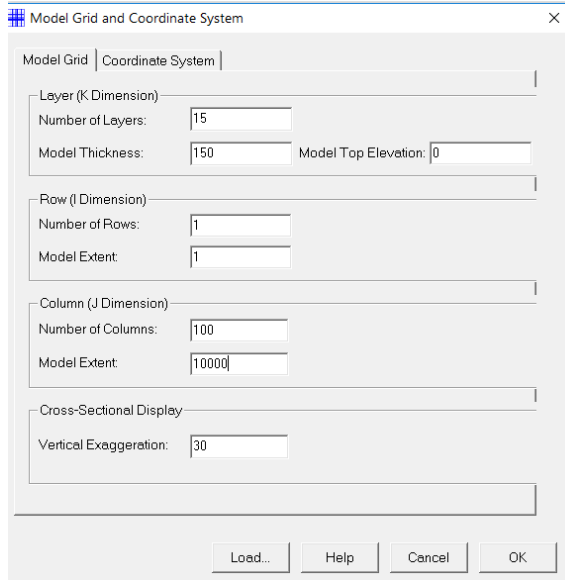 Model Grid and Coordinate System
Model Grid Coordinate System
Layer (K Dimension)
Number of Layers: 15
Model Thickness: 150 Model Top Elevation: 0
Row (I Dimension)
Number of Rows: 1
Model Extent: 1
Column (J Dimension)
Number of Columns: 100
Model Extent: 10000
Cross-Sectional Display
Vertical Exaggeration: 30
Load... Help Cancel OK